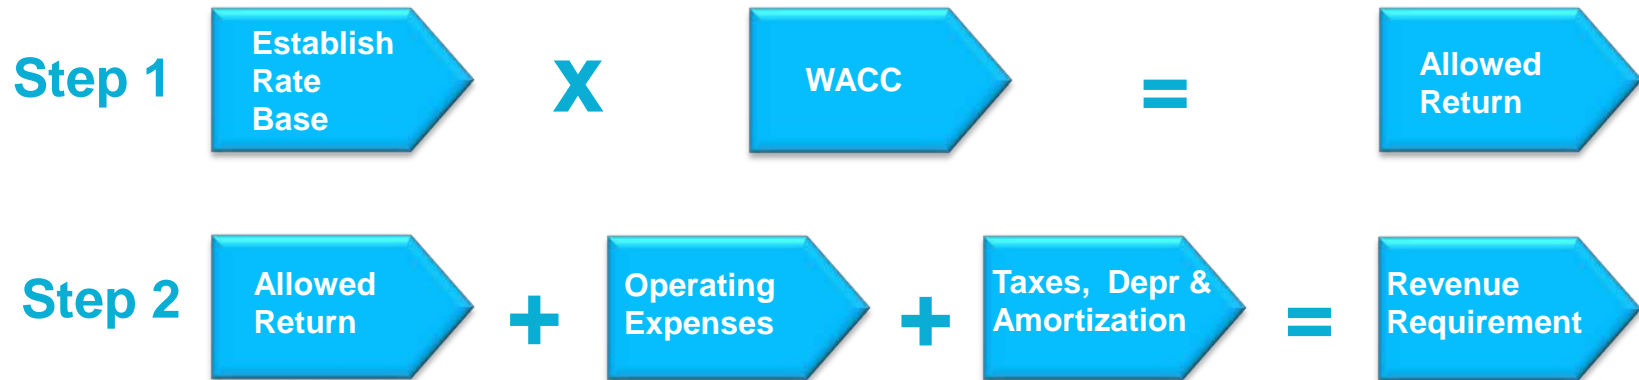 Step 1
Establish
Rate
Base
X
WACC
=
Allowed
Return
Step 2
Allowed
Return
+
Operating
Expenses
+
Taxes, Depr &
Amortization
=
Revenue
Requirement